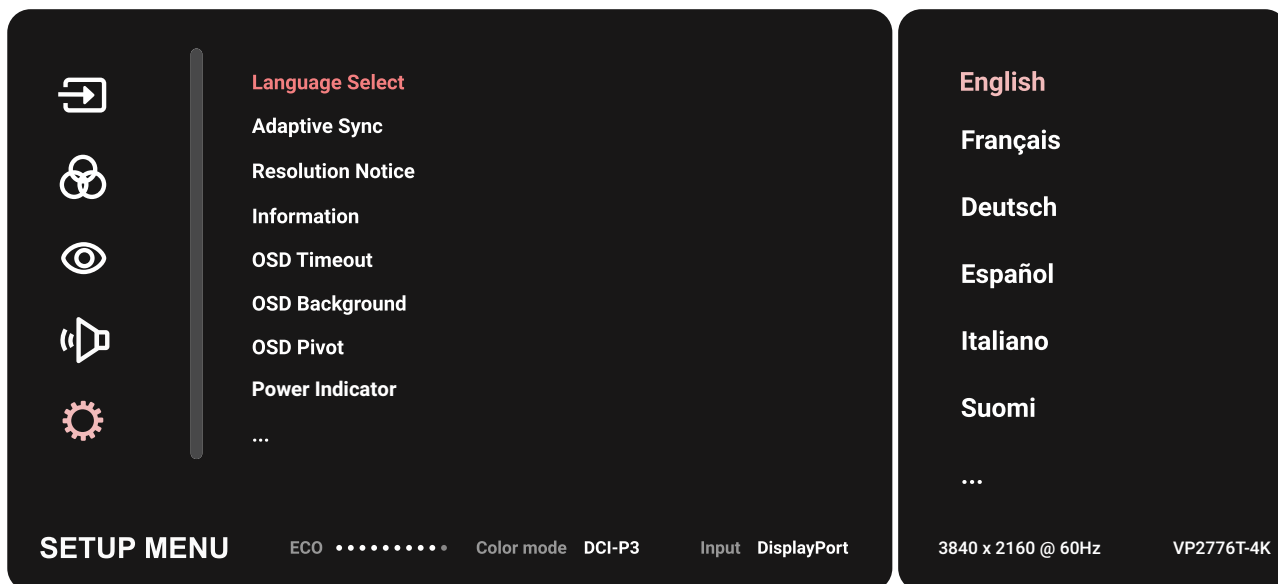 Language Select
Adaptive Sync
Resolution Notice
Information
OSD Timeout
OSD Background
OSD Pivot
Power Indicator
...
English
Français
Deutsch
Español
Italiano
Suomi
...
SETUP MENU ECO Color mode DCI-P3 Input DisplayPort
3840 x 2160 @ 60Hz VP2776T-4K